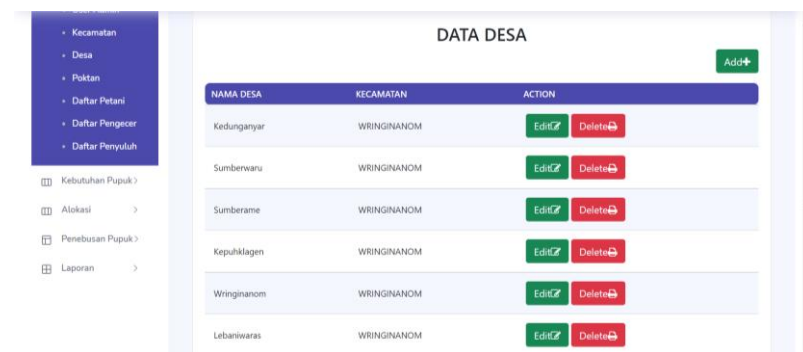 Kecamatan
Desa
Poktan
Daftar Petani
Daftar Pengecer
Daftar Penyuluh
Kebutuhan Pupuk
Alokasi
Penebusan Pupuk
Laporan
DATA DESA
Add
NAMA DESA KECAMATAN ACTION
Kedunganyar WRINGINANOM Edit Delete
Sumberwaru WRINGINANOM Edit Delete
Sumberame WRINGINANOM Edit Delete
Kepuhklagen WRINGINANOM Edit Delete
Wringinanom WRINGINANOM Edit Delete
Lebaniwaras WRINGINANOM Edit Delete